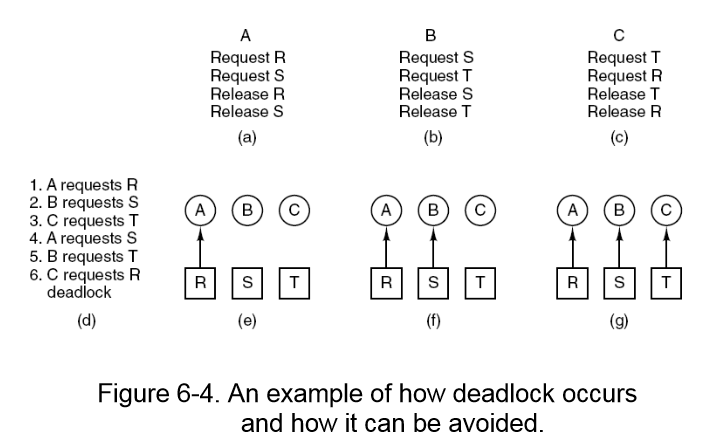 A
Request R
Request S
Release R
Release S
(a)
B
Request S
Request T
Release S
Release T
(b)
C
Request T
Request R
Release T
Release R
(c)
1. A requests R
2. B requests S
3. C requests T
4. A requests S
5. B requests T
6. C requests R
deadlock
(d)
A B C
R S T
(e)
A B C
R S T
(f)
A B C
R S T
(g)
Figure 6-4. An example of how deadlock occurs
and how it can be avoided.